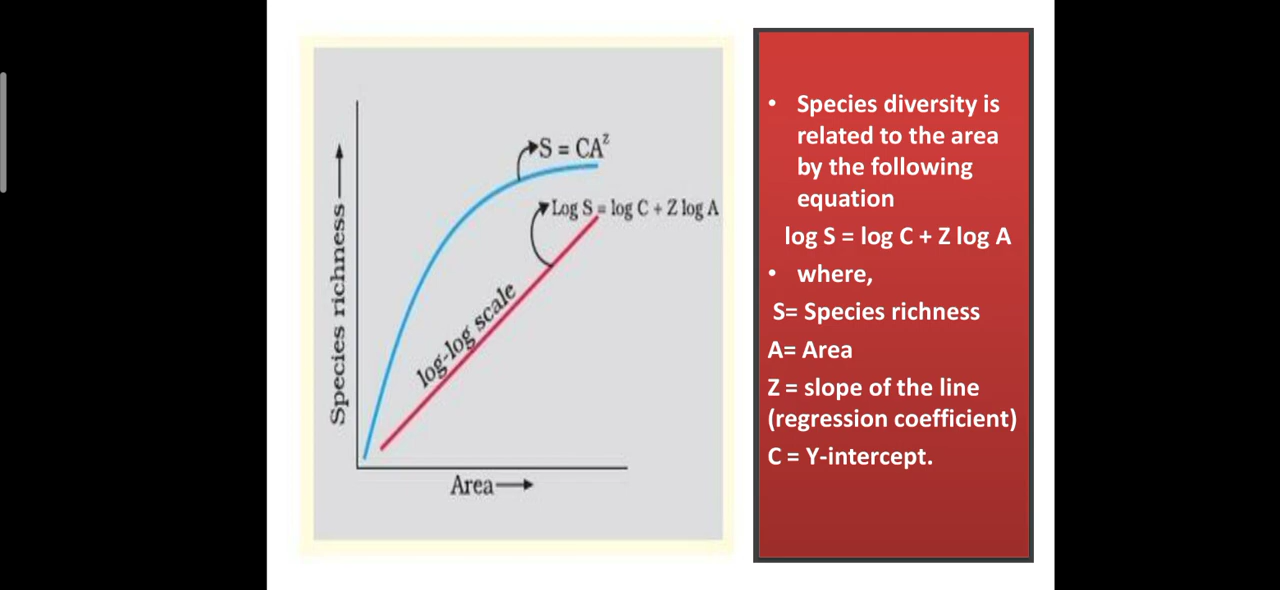 S = CA^Z
Log S = log C + Z log A
log-log scale
Species richness
Area
• Species diversity is
related to the area
by the following
equation
log S = log C + Z log A
• where,
S= Species richness
A= Area
Z = slope of the line
(regression coefficient)
C = Y-intercept.